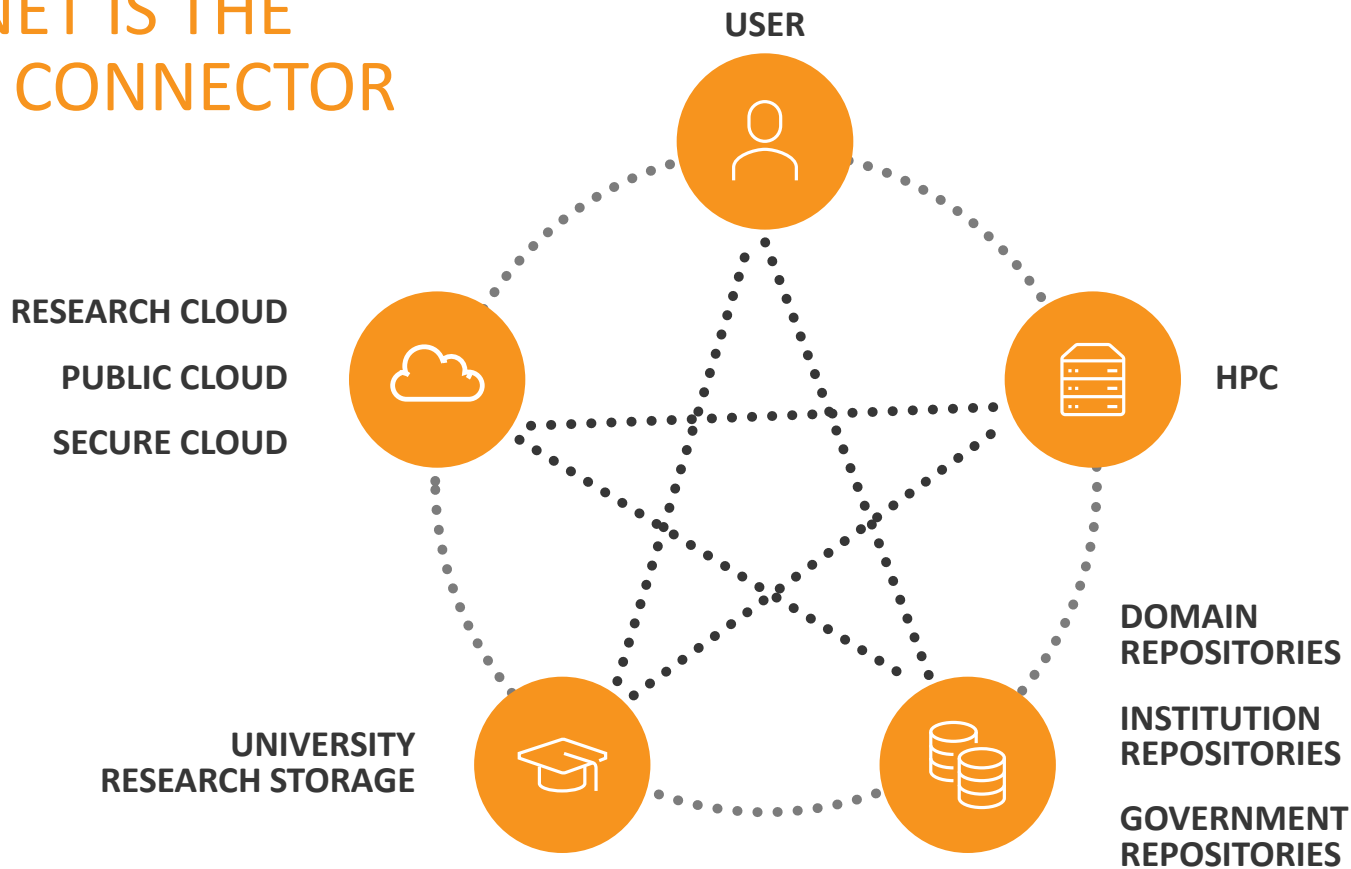 NET IS THE
CONNECTOR
USER
RESEARCH CLOUD
PUBLIC CLOUD
SECURE CLOUD
HPC
DOMAIN
REPOSITORIES
INSTITUTION
REPOSITORIES
GOVERNMENT
REPOSITORIES
UNIVERSITY
RESEARCH STORAGE